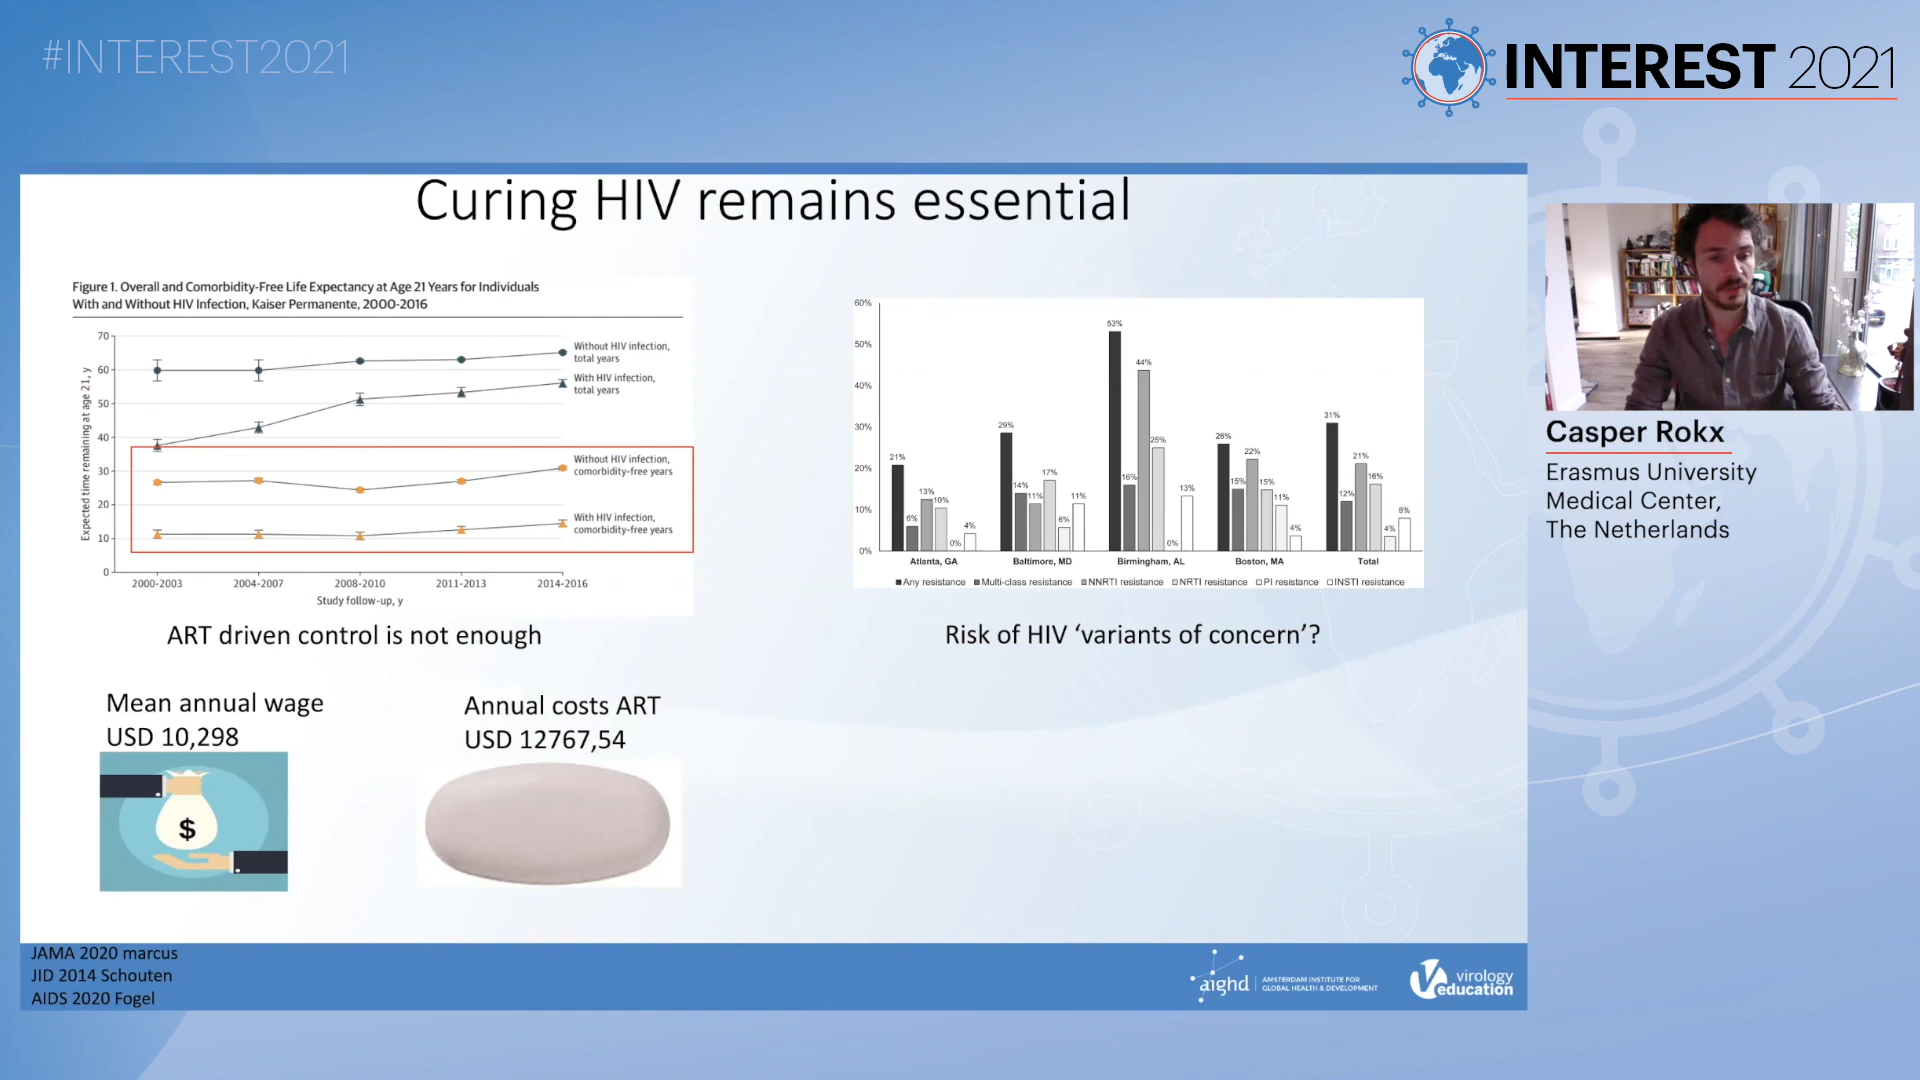 #INTEREST2021
INTEREST 2021
Curing HIV remains essential
Figure 1. Overall and Comorbidity-Free Life Expectancy at Age 21 Years for Individuals
With and Without HIV Infection, Kaiser Permanente, 2000-2016
Expected time remaining at age 21, y
70
60
50
40
30
20
10
0
Without HIV infection,
total years
With HIV infection,
total years
Without HIV infection,
comorbidity-free years
With HIV infection,
comorbidity-free years
2000-2003 2004-2007 2008-2010 2011-2013 2014-2016
Study follow-up, y
ART driven control is not enough
60%
50%
40%
30%
20%
10%
0%
21% 6% 13% 10% 0% 4%
29% 14% 11% 17% 6% 11%
53% 16% 44% 25% 0% 13%
26% 15% 22% 15% 11% 4%
31% 12% 21% 16% 4% 8%
Atlanta, GA Baltimore, MD Birmingham, AL Boston, MA Total
Any resistance Multi-class resistance NNRTI resistance NRTI resistance PI resistance INSTI resistance
Risk of HIV ‘variants of concern’?
Mean annual wage
USD 10,298
$
Annual costs ART
USD 12767,54
JAMA 2020 marcus
JID 2014 Schouten
AIDS 2020 Fogel
aighd
AMSTERDAM INSTITUTE FOR
GLOBAL HEALTH & DEVELOPMENT
virology
education
Casper Rokx
Erasmus University
Medical Center,
The Netherlands